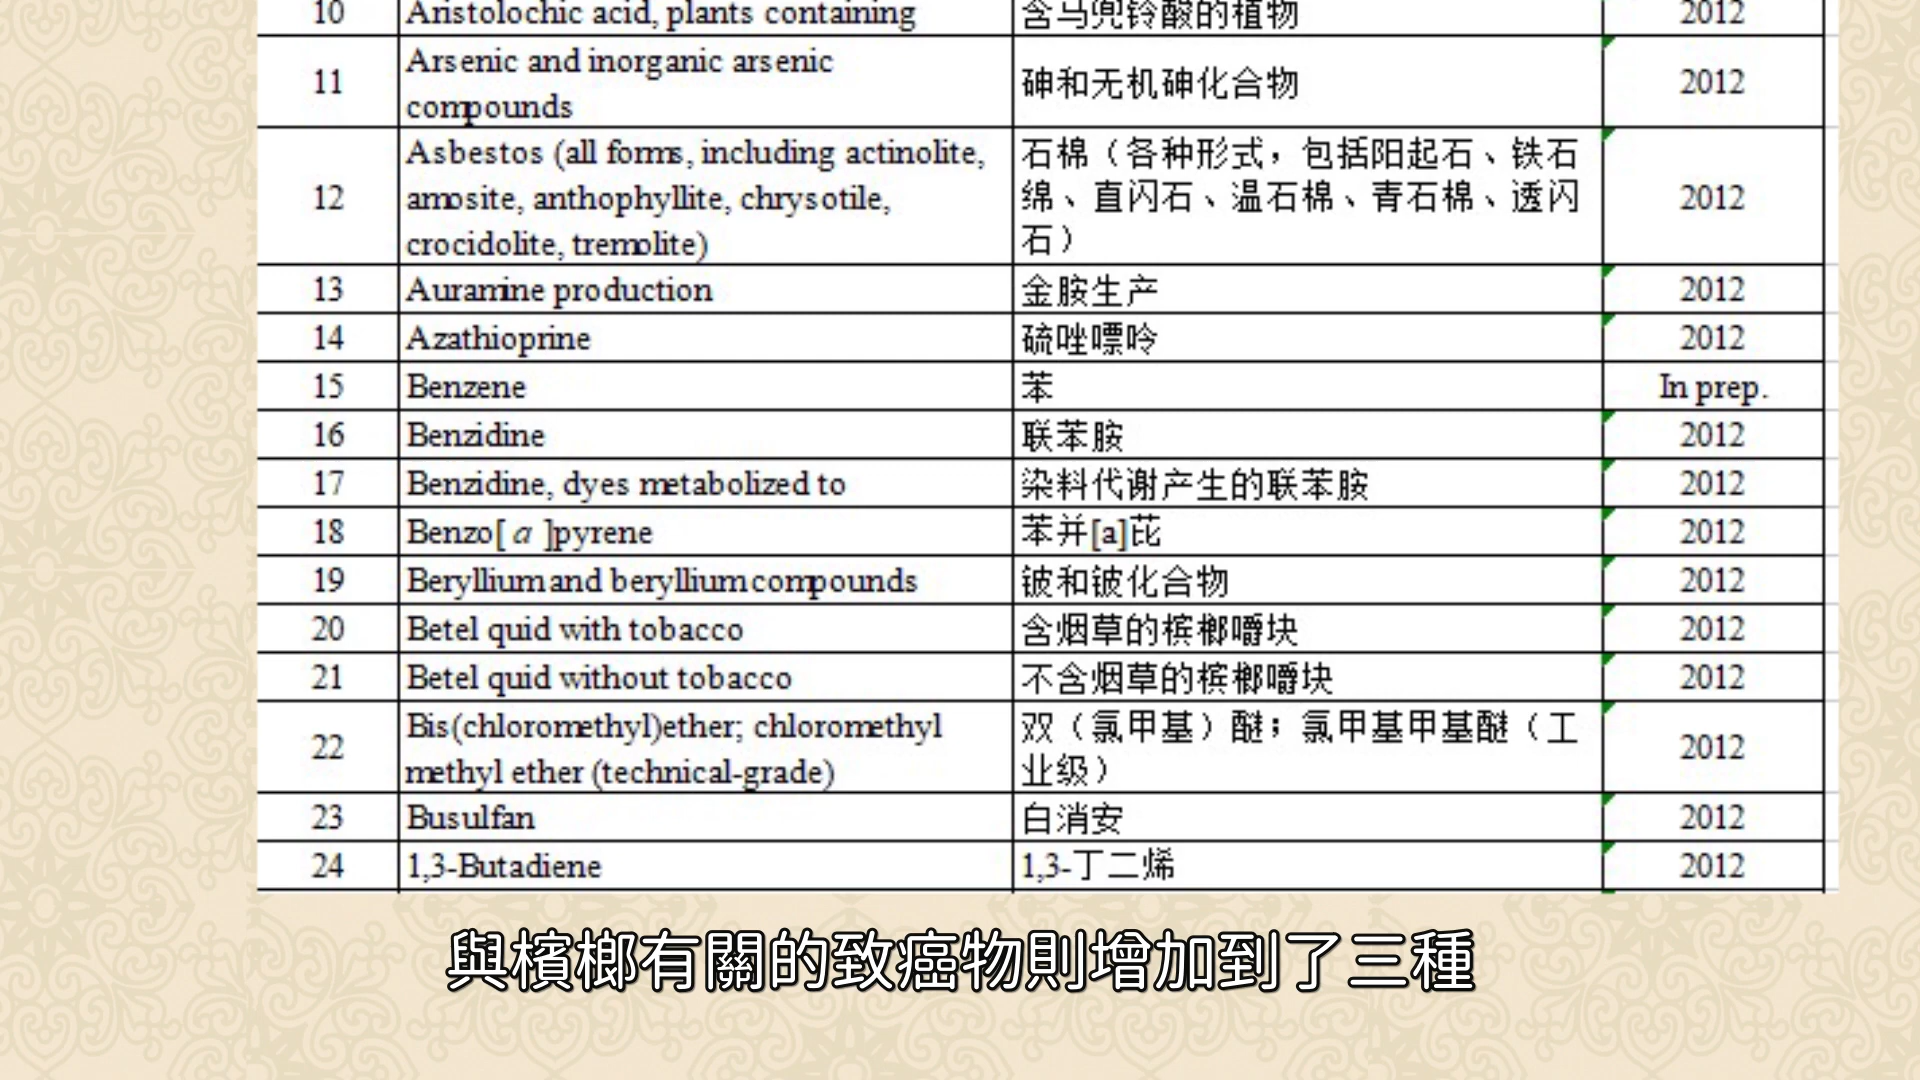 10 Aristolochic acid, plants containing 含马兜铃酸的植物 2012
11 Arsenic and inorganic arsenic compounds 砷和无机砷化合物 2012
12 Asbestos (all forms, including actinolite, amosite, anthophyllite, chrysotile, crocidolite, tremolite) 石棉（各种形式，包括阳起石、铁石绵、直闪石、温石棉、青石棉、透闪石） 2012
13 Auramine production 金胺生产 2012
14 Azathioprine 硫唑嘌呤 2012
15 Benzene 苯 In prep.
16 Benzidine 联苯胺 2012
17 Benzidine, dyes metabolized to 染料代谢产生的联苯胺 2012
18 Benzo[a]pyrene 苯并[a]芘 2012
19 Beryllium and beryllium compounds 铍和铍化合物 2012
20 Betel quid with tobacco 含烟草的槟榔嚼块 2012
21 Betel quid without tobacco 不含烟草的槟榔嚼块 2012
22 Bis(chloromethyl)ether; chloromethyl methyl ether (technical-grade) 双（氯甲基）醚；氯甲基甲基醚（工业级） 2012
23 Busulfan 白消安 2012
24 1,3-Butadiene 1,3-丁二烯 2012
與檳榔有關的致癌物則增加到了三種